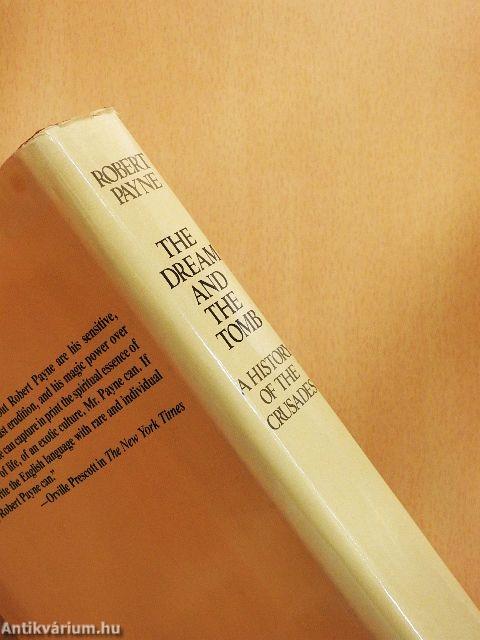 ROBERT
PAYNE
THE
DREAM
AND
THE
TOMB
A HISTORY
OF THE
CRUSADES
Robert Payne are his sensitive,
erudition, and his magic power over
can capture in print the spiritual essence of
of life, of an exotic culture, Mr. Payne can. If
the English language with rare and individual
Robert Payne can."
—Orville Prescott in The New York Times
Antikvárium.hu